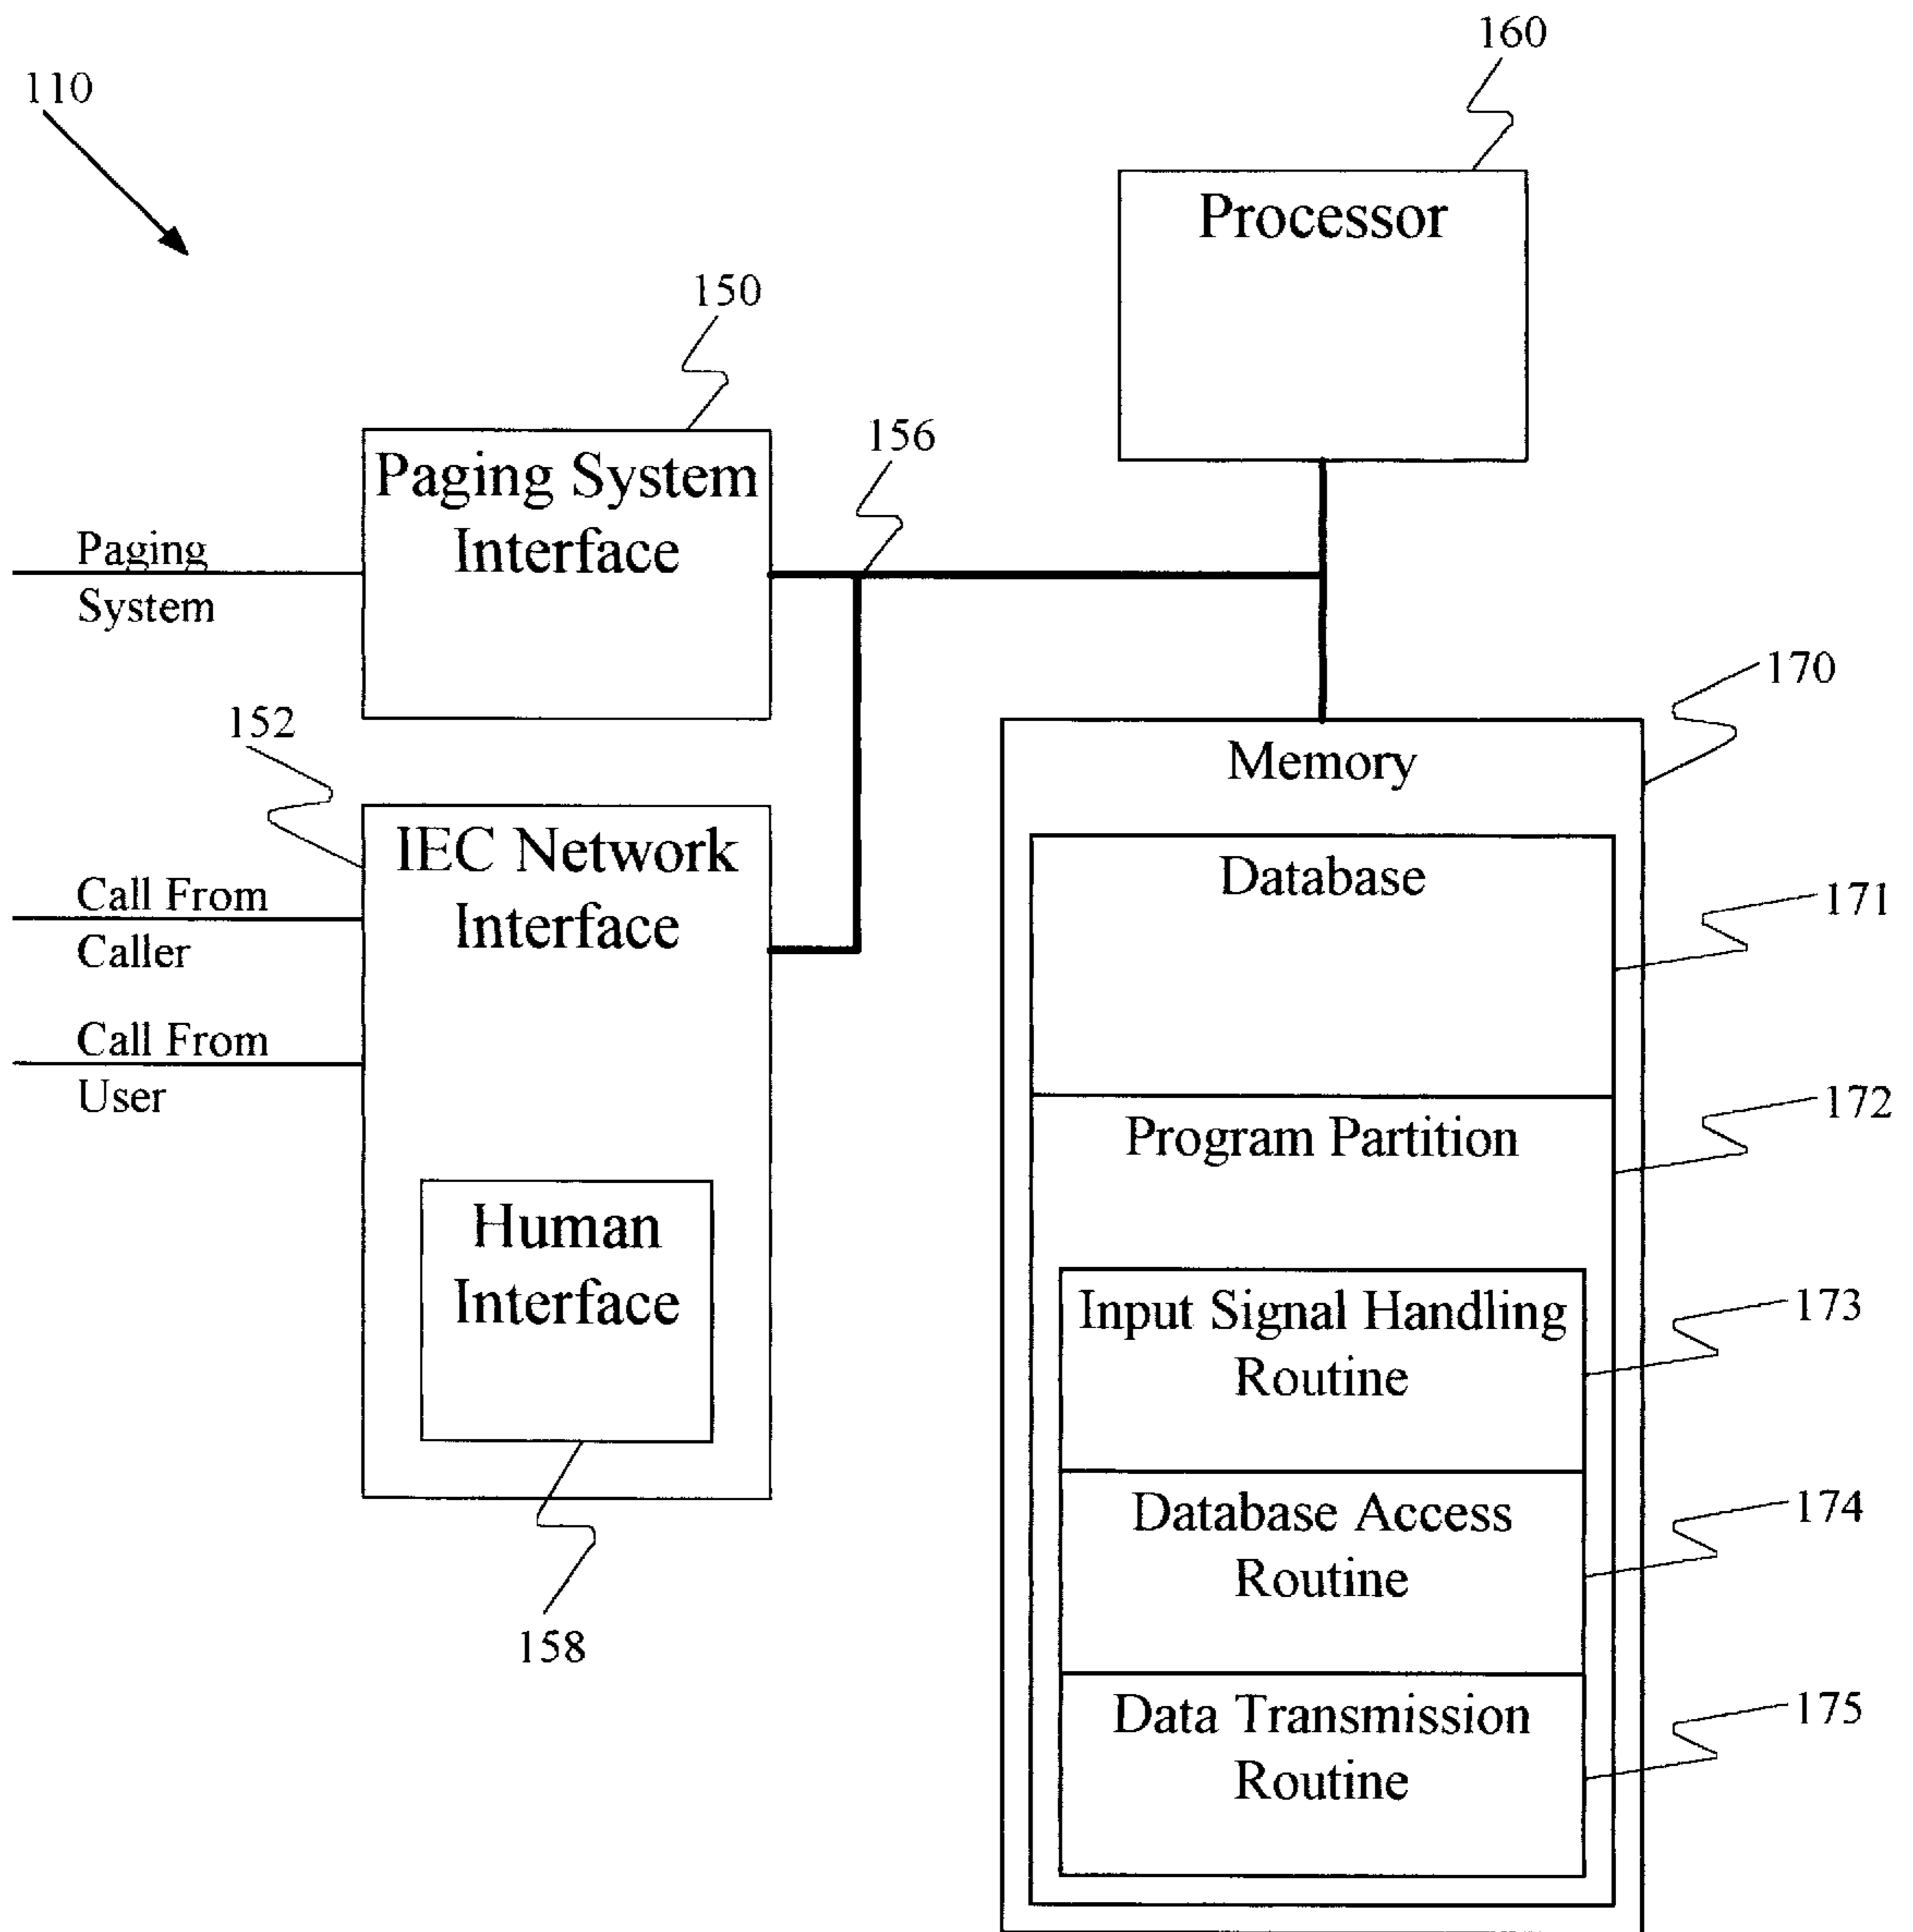 160
110
Processor
150
156
Paging System
Interface
Paging
System
170
152
Memory
IEC Network
Interface
Database
171
Call From
Caller
Call From
User
172
Program Partition
Human
Interface
173
Input Signal Handling
Routine
174
Database Access
Routine
158
175
Data Transmission
Routine